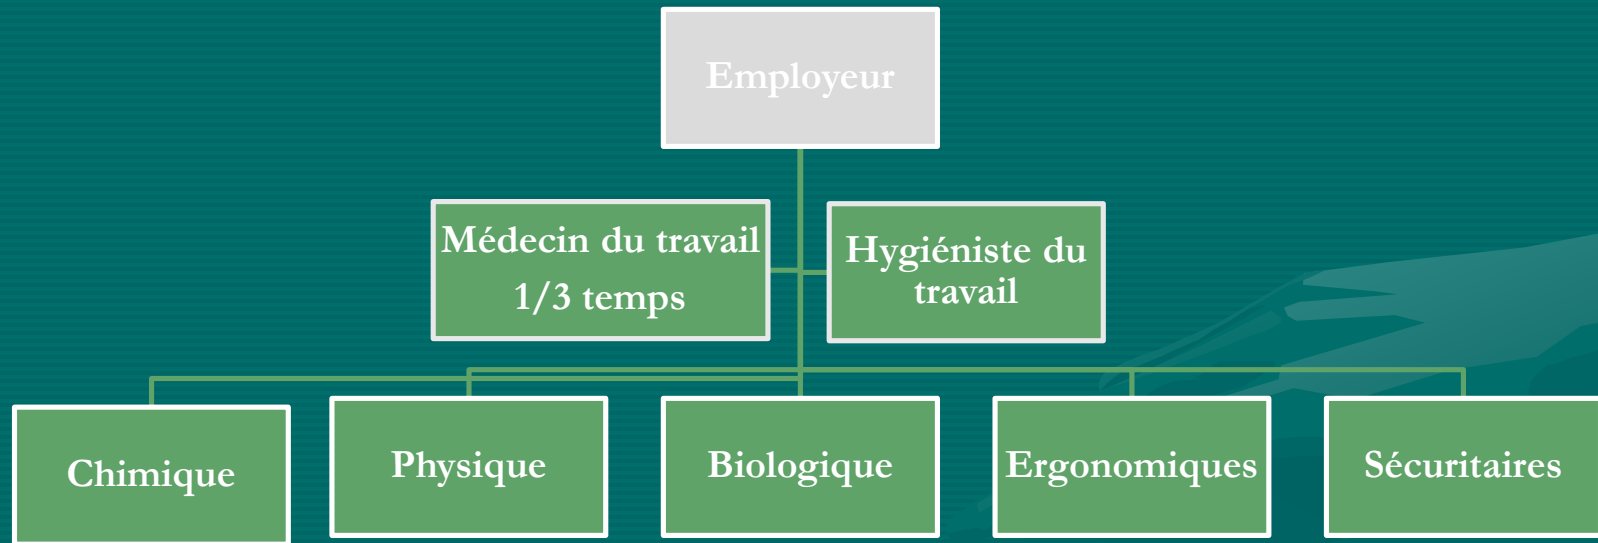 Employeur
Médecin du travail
1/3 temps
Hygiéniste du
travail
Chimique
Physique
Biologique
Ergonomiques
Sécuritaires